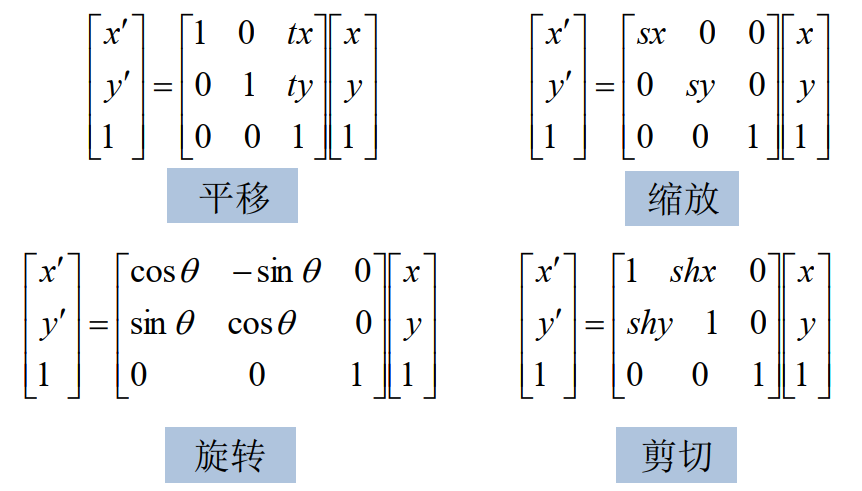 [x′ y′ 1] = [1 0 tx; 0 1 ty; 0 0 1] [x y 1]
平移
[x′ y′ 1] = [sx 0 0; 0 sy 0; 0 0 1] [x y 1]
缩放
[x′ y′ 1] = [cosθ −sinθ 0; sinθ cosθ 0; 0 0 1] [x y 1]
旋转
[x′ y′ 1] = [1 shx 0; shy 1 0; 0 0 1] [x y 1]
剪切